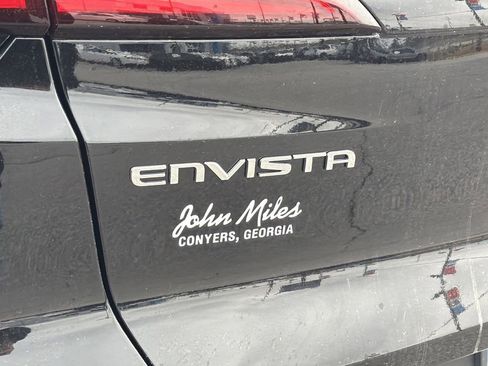 ENVISTA
John Miles
CONYERS, GEORGIA